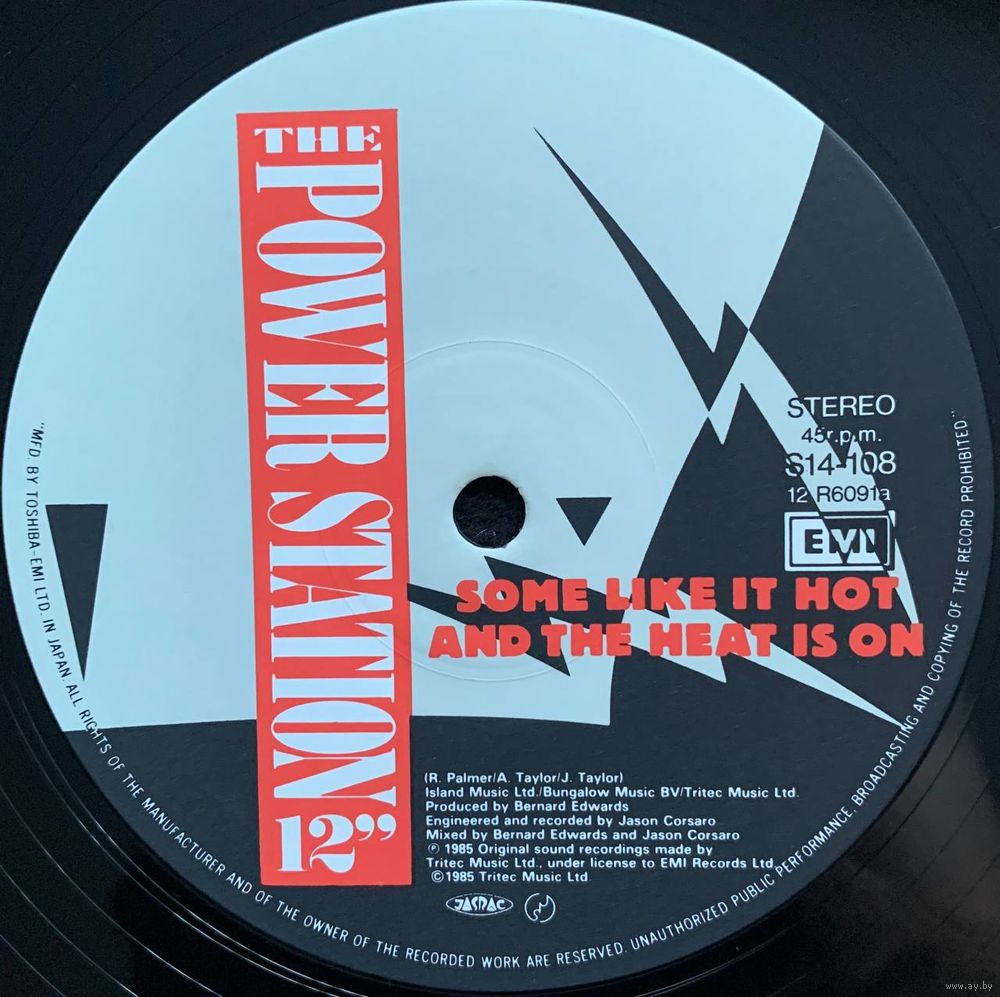 THE POWER STATION 12”
STEREO
45r.p.m.
S14-108
12 R6091a
EMI
SOME LIKE IT HOT
AND THE HEAT IS ON
(R. Palmer/A. Taylor/J. Taylor)
Island Music Ltd./Bungalow Music BV/Tritec Music Ltd.
Produced by Bernard Edwards
Engineered and recorded by Jason Corsaro
Mixed by Bernard Edwards and Jason Corsaro
℗ 1985 Original sound recordings made by
Tritec Music Ltd., under license to EMI Records Ltd.
©1985 Tritec Music Ltd.
JASRAC
"MFD. BY TOSHIBA-EMI LTD. IN JAPAN. ALL RIGHTS OF THE MANUFACTURER AND OF THE OWNER OF THE RECORDED WORK ARE RESERVED. UNAUTHORIZED PUBLIC PERFORMANCE, BROADCASTING AND COPYING OF THE RECORD PROHIBITED."
www.ay.by